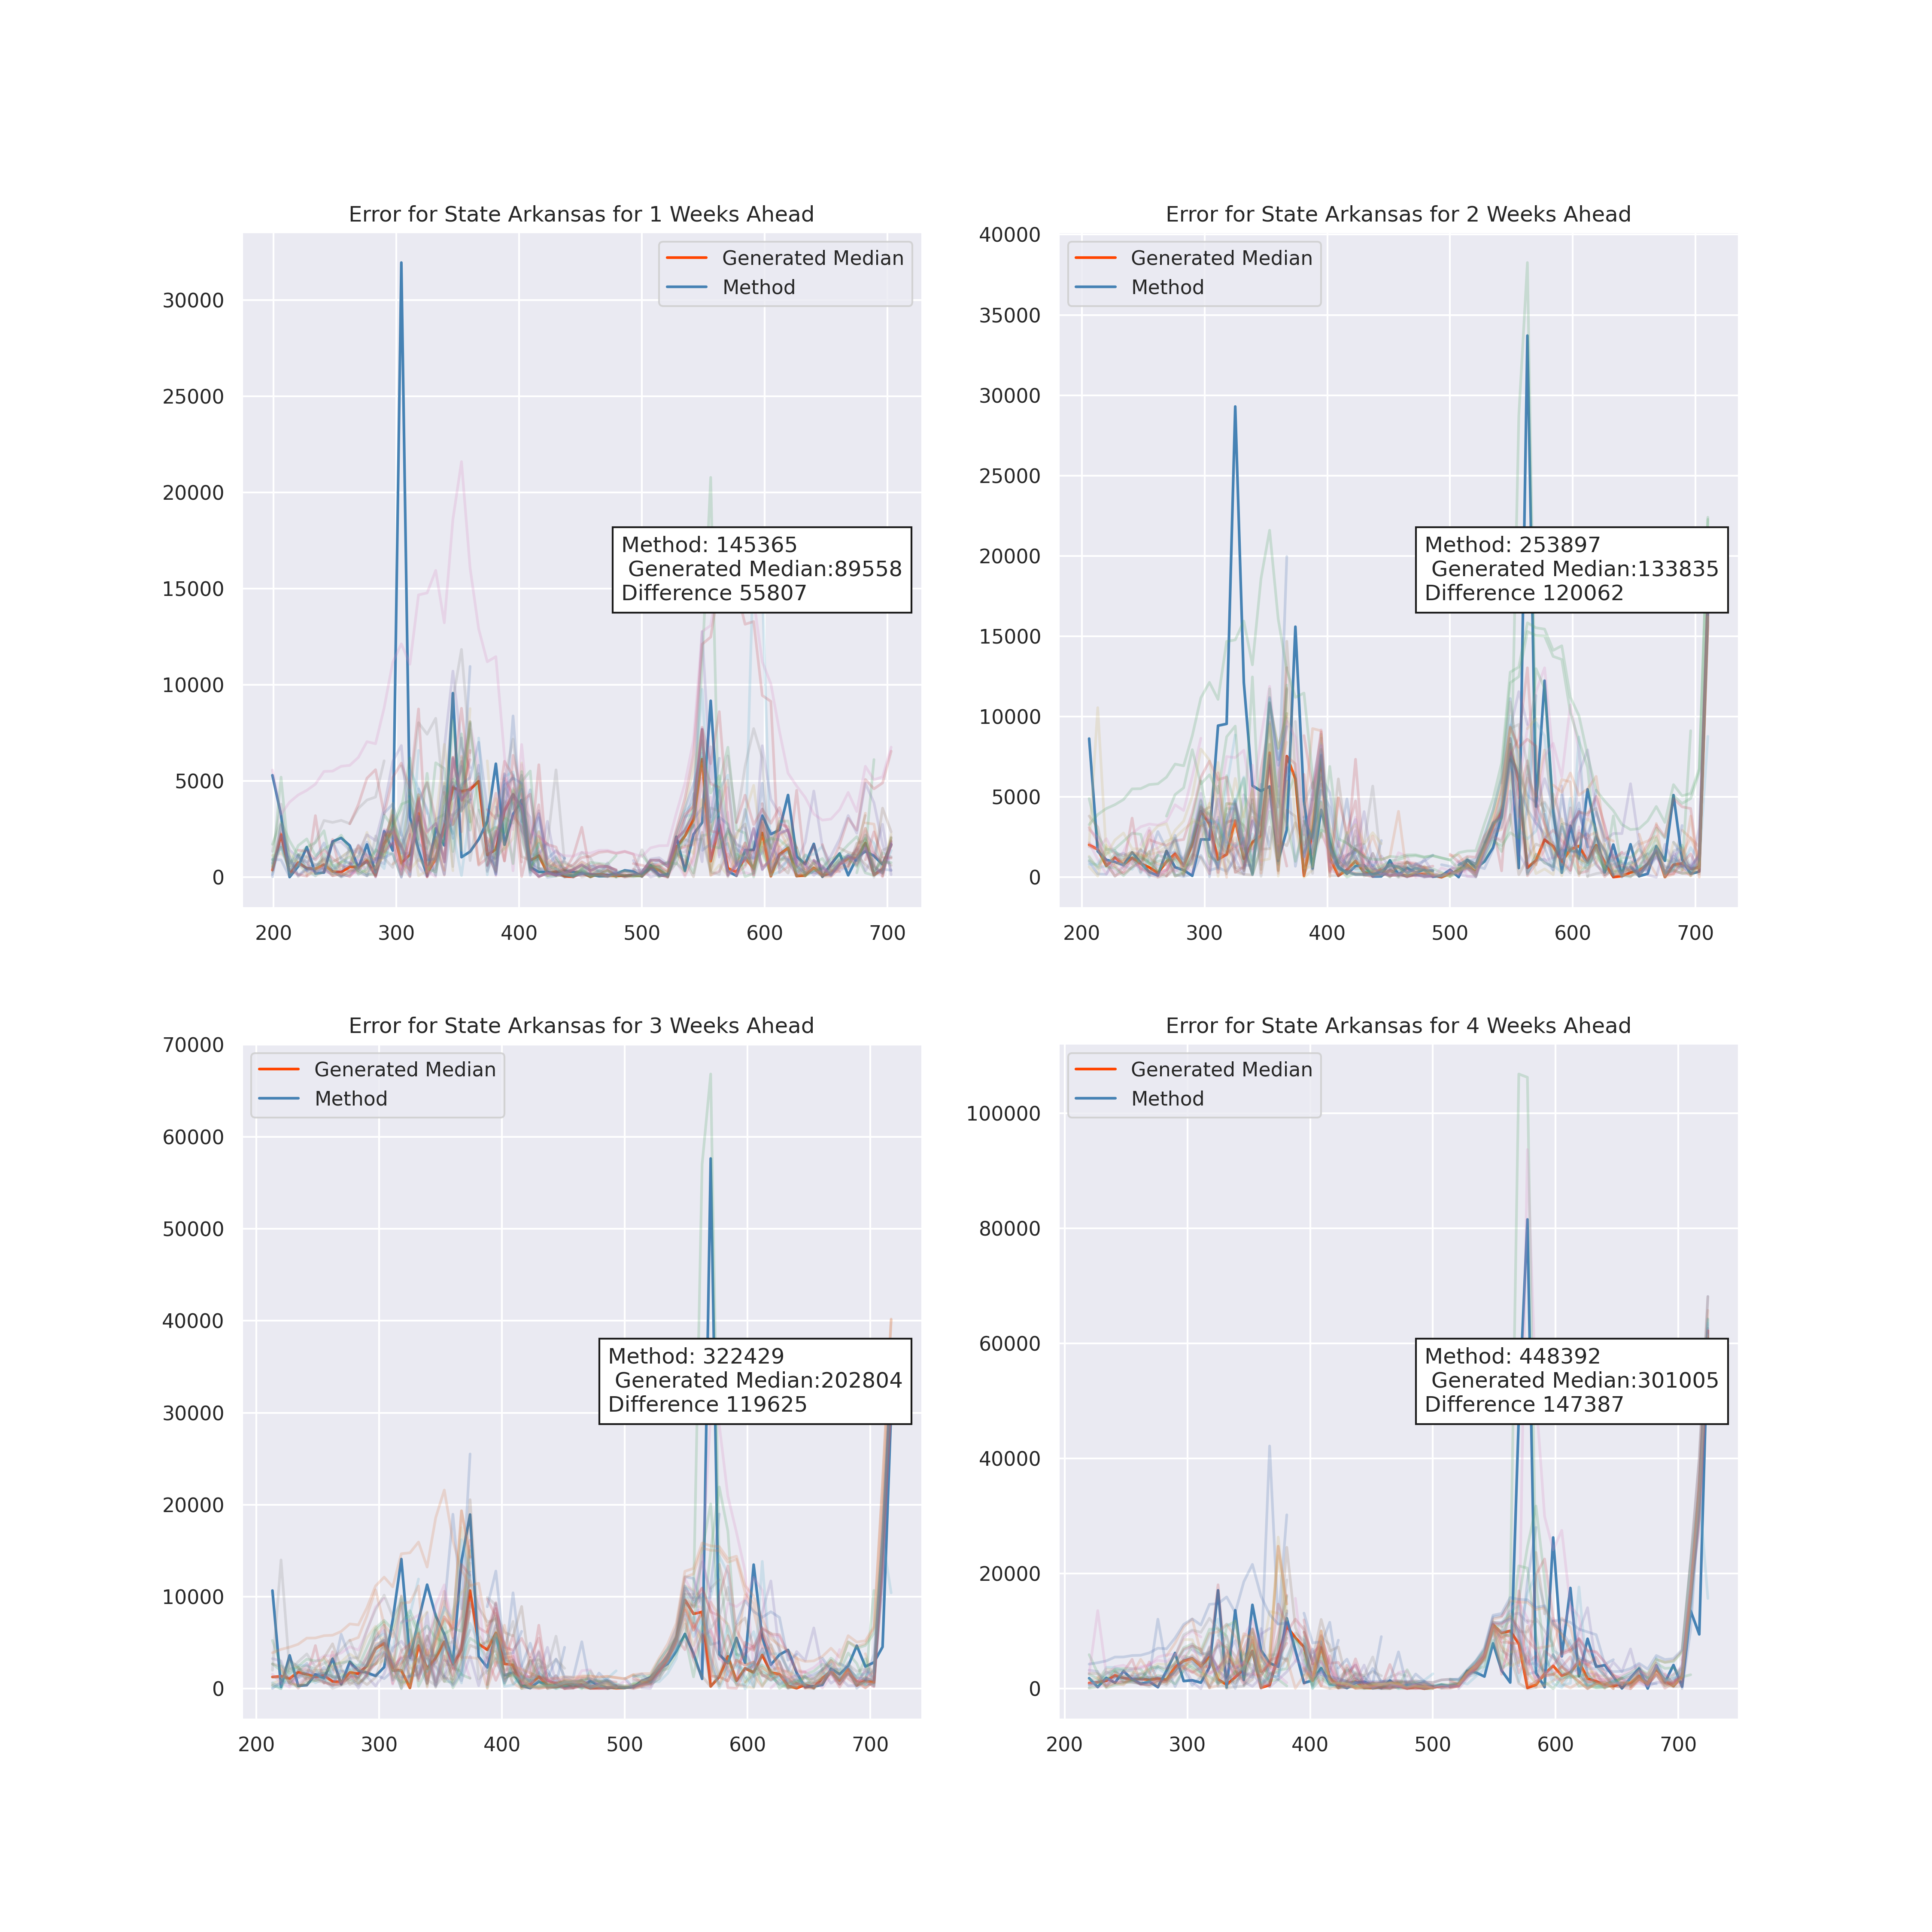 Error for State Arkansas for 1 Weeks Ahead
Generated Median
Method
30000
25000
20000
15000
10000
5000
0
Method: 145365
Generated Median:89558
Difference 55807
200 300 400 500 600 700
Error for State Arkansas for 2 Weeks Ahead
Generated Median
Method
40000
35000
30000
25000
20000
15000
10000
5000
0
Method: 253897
Generated Median:133835
Difference 120062
200 300 400 500 600 700
Error for State Arkansas for 3 Weeks Ahead
Generated Median
Method
70000
60000
50000
40000
30000
20000
10000
0
Method: 322429
Generated Median:202804
Difference 119625
200 300 400 500 600 700
Error for State Arkansas for 4 Weeks Ahead
Generated Median
Method
100000
80000
60000
40000
20000
0
Method: 448392
Generated Median:301005
Difference 147387
200 300 400 500 600 700